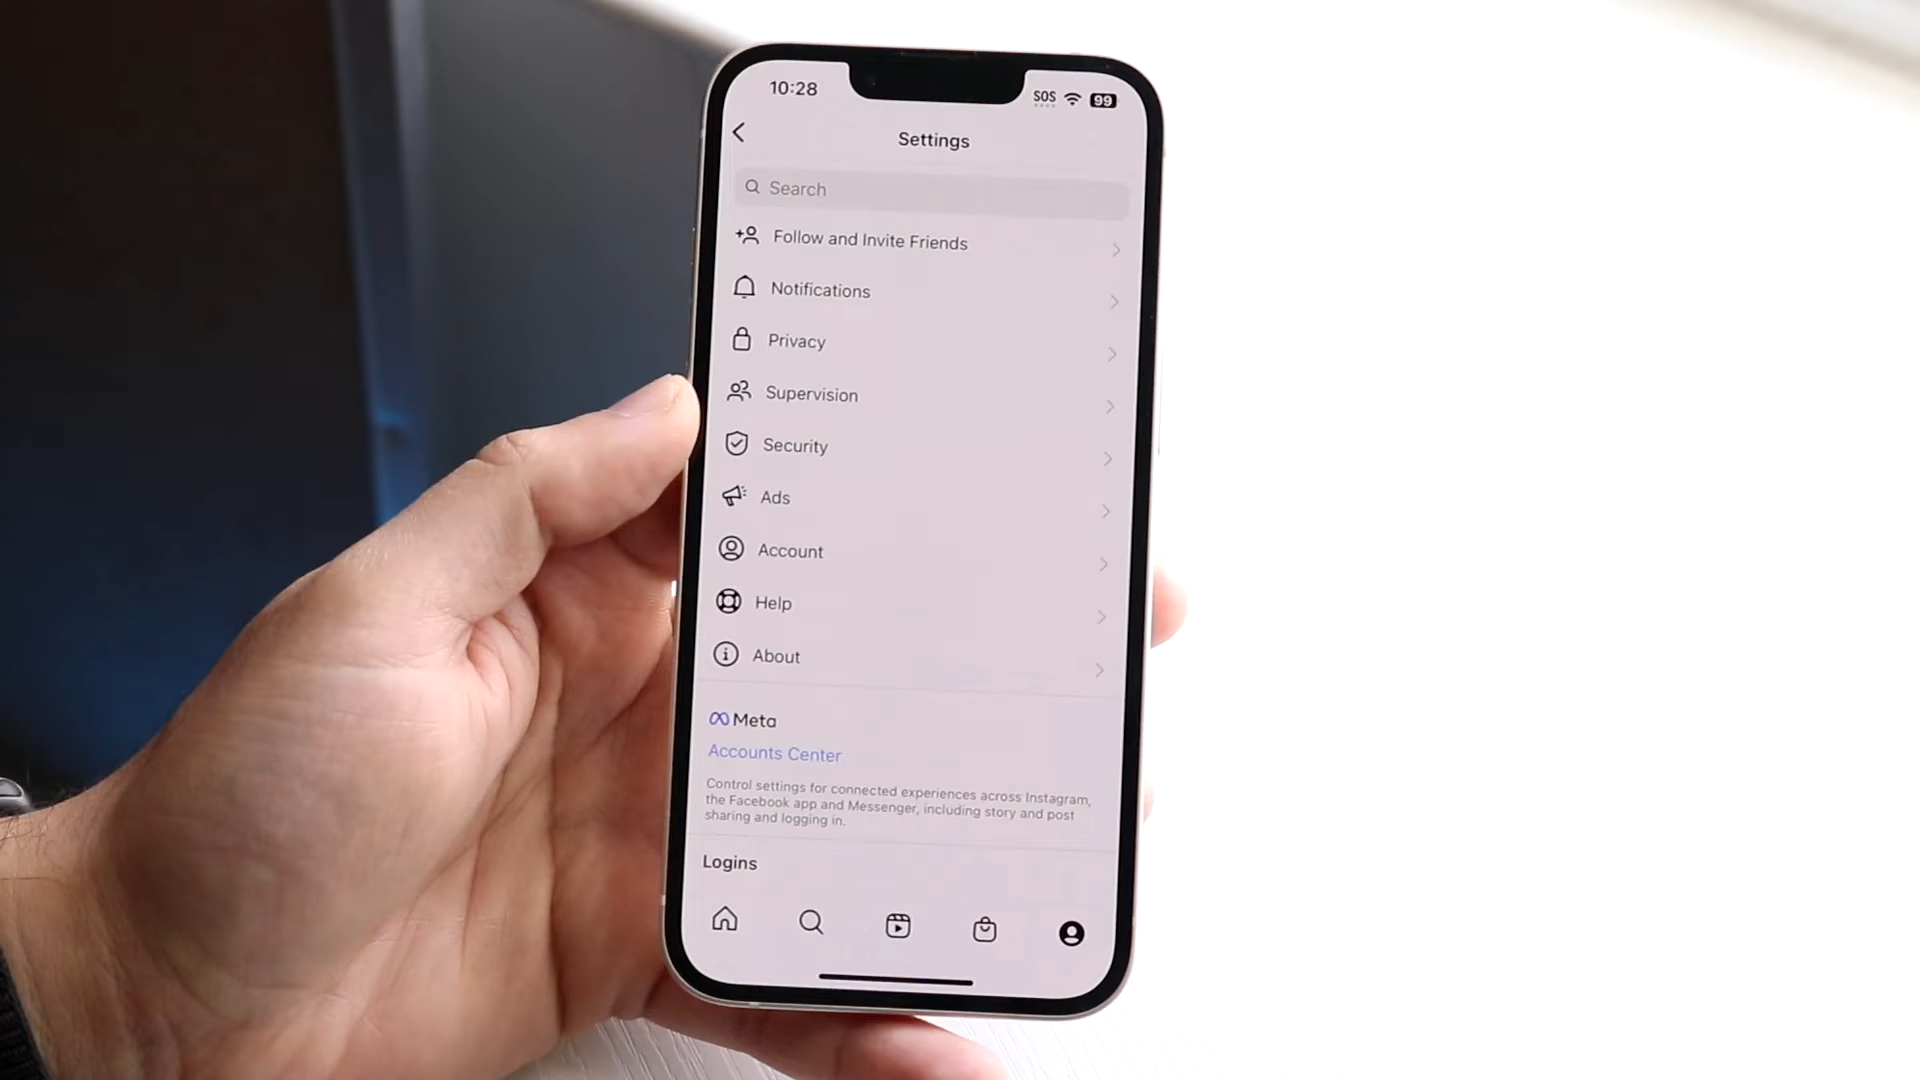 10:28
SOS 99
Settings
Search
Follow and Invite Friends
Notifications
Privacy
Supervision
Security
Ads
Account
Help
About
Meta
Accounts Center
Control settings for connected experiences across Instagram,
the Facebook app and Messenger, including story and post
sharing and logging in.
Logins